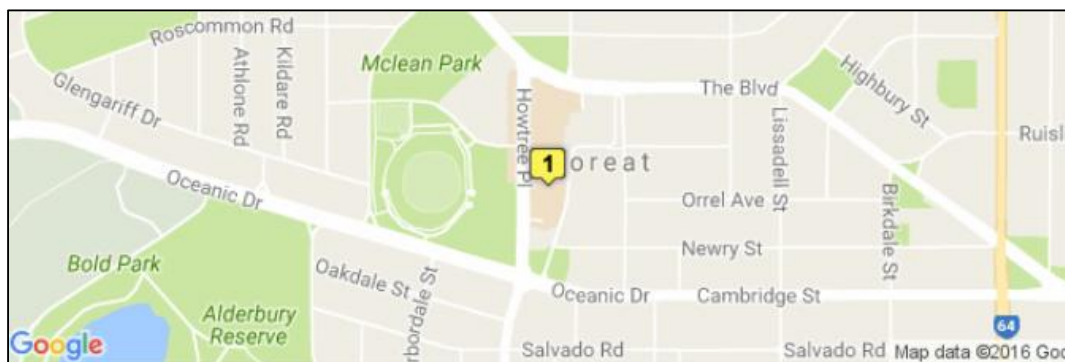 Roscommon Rd
Kildare Rd
Athlone Rd
Glengariff Dr
Mclean Park
Howtree Pl
The Blvd
Highbury St
Lissadell St
Ruisl
1
oreat
Oceanic Dr
Orrel Ave
Birkdale St
Newry St
Bold Park
Oakdale St
rbordale St
Oceanic Dr
Cambridge St
Alderbury
Reserve
64
Google
Salvado Rd
Salvado Rd
Map data ©2016 Goo